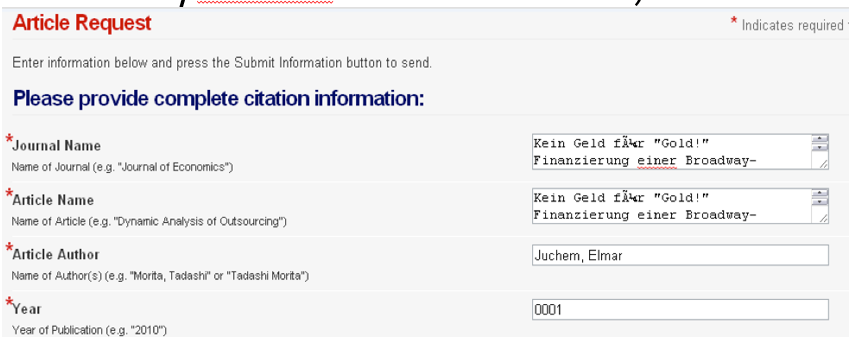 Article Request
* Indicates required
Enter information below and press the Submit Information button to send.
Please provide complete citation information:
*Journal Name
Name of Journal (e.g. "Journal of Economics")
Kein Geld fÃ¼r "Gold!"
Finanzierung einer Broadway-
*Article Name
Name of Article (e.g. "Dynamic Analysis of Outsourcing")
Kein Geld fÃ¼r "Gold!"
Finanzierung einer Broadway-
*Article Author
Name of Author(s) (e.g. "Morita, Tadashi" or "Tadashi Morita")
Juchem, Elmar
*Year
Year of Publication (e.g. "2010")
0001